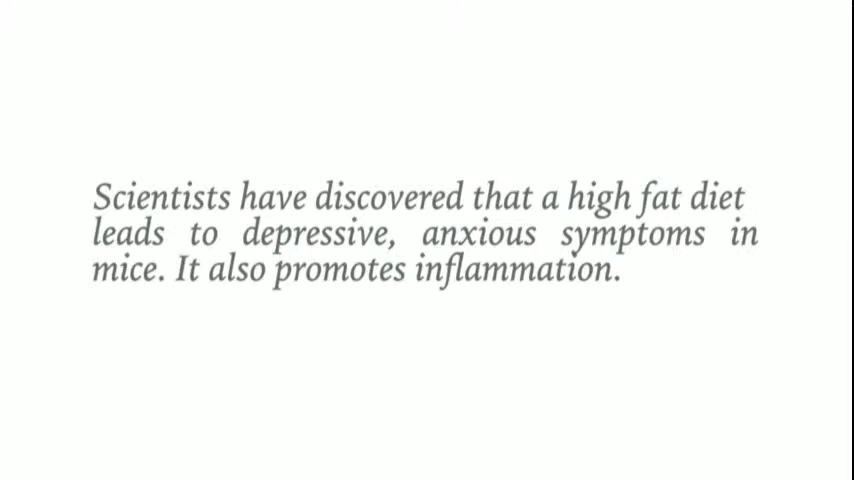 Scientists have discovered that a high fat diet
leads to depressive, anxious symptoms in
mice. It also promotes inflammation.